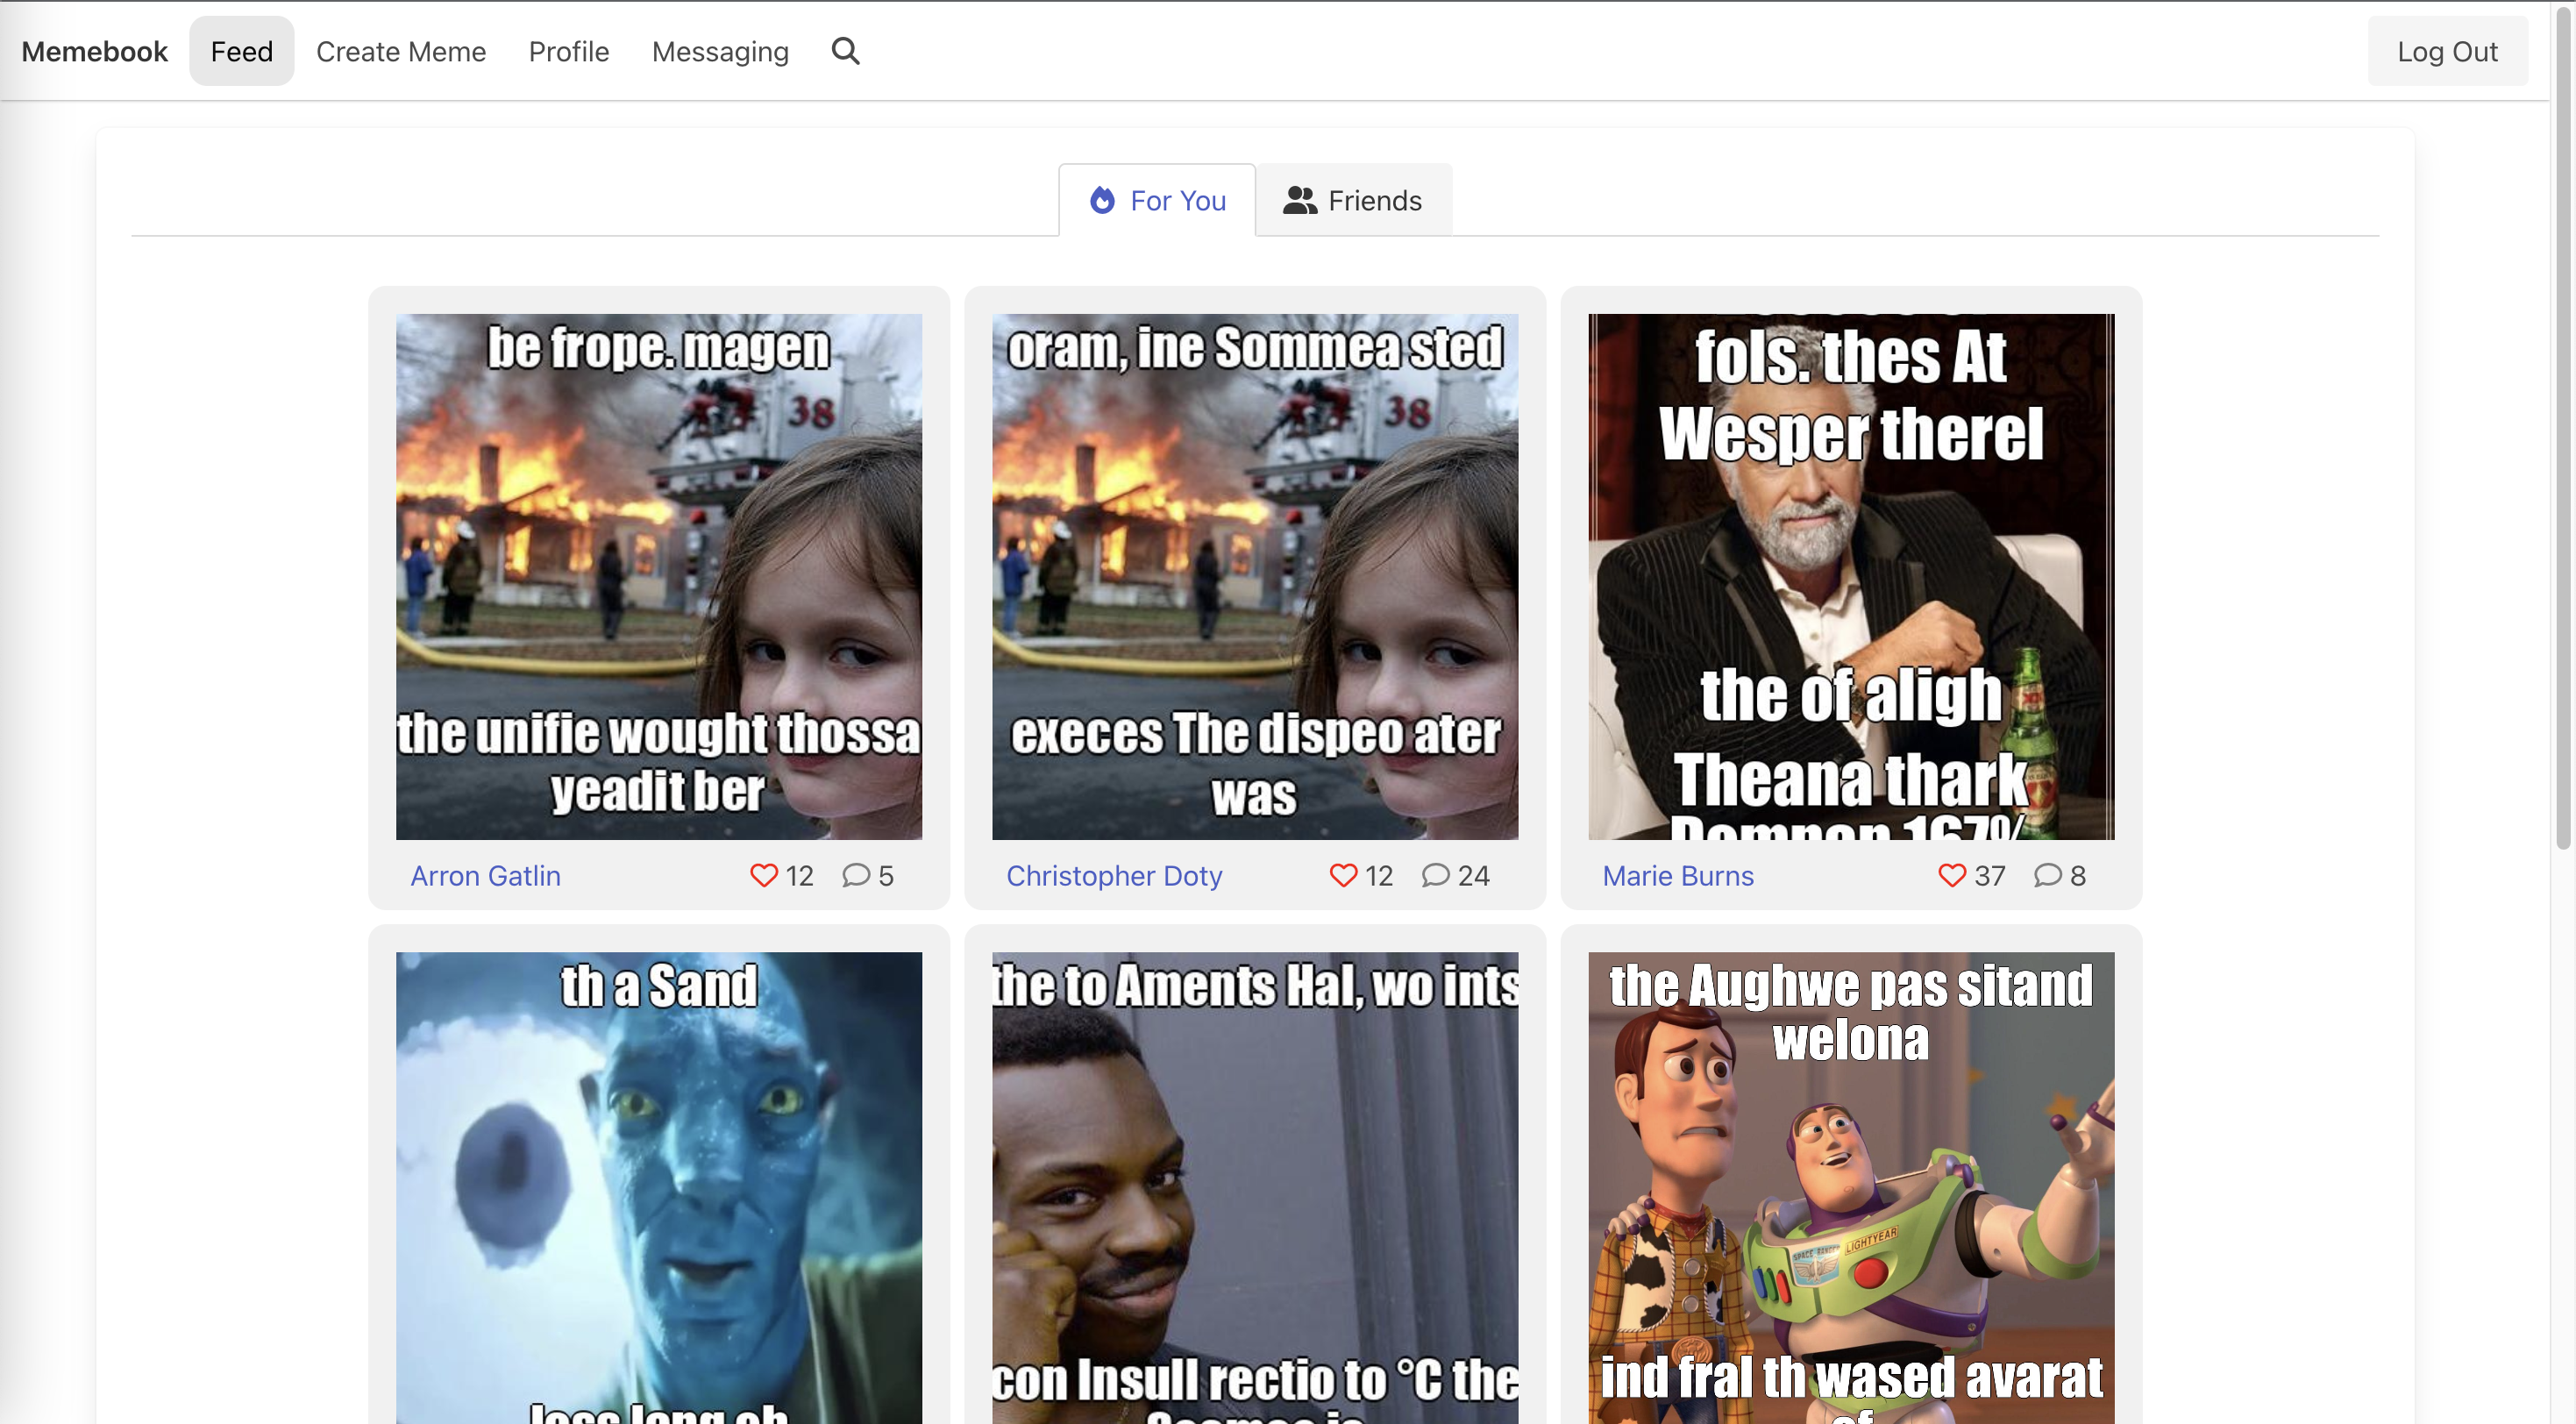 Memebook Feed Create Meme Profile Messaging Log Out
For You Friends
be frope. magen
38
the unifie wought thossa
yeadit ber
Arron Gatlin 12 5
oram, ine Sommea sted
38
execes The dispeo ater
was
Christopher Doty 12 24
fols. thes At
Wesper therel
the of aligh
Theana thark
167%
Marie Burns 37 8
th a Sand
the to Aments Hal, wo ints
con Insull rectio to °C the
the Aughwe pas sitand
welona
SPACE RANGER
LIGHTYEAR
ind fral th wased avarat
of